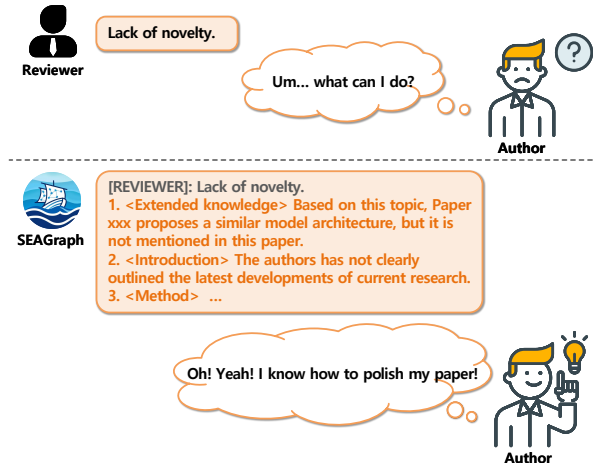 Lack of novelty.
Reviewer
Um... what can I do?
?
Author
SEAGraph
[REVIEWER]: Lack of novelty.
1. <Extended knowledge> Based on this topic, Paper
xxx proposes a similar model architecture, but it is
not mentioned in this paper.
2. <Introduction> The authors has not clearly
outlined the latest developments of current research.
3. <Method> ...
Oh! Yeah! I know how to polish my paper!
Author